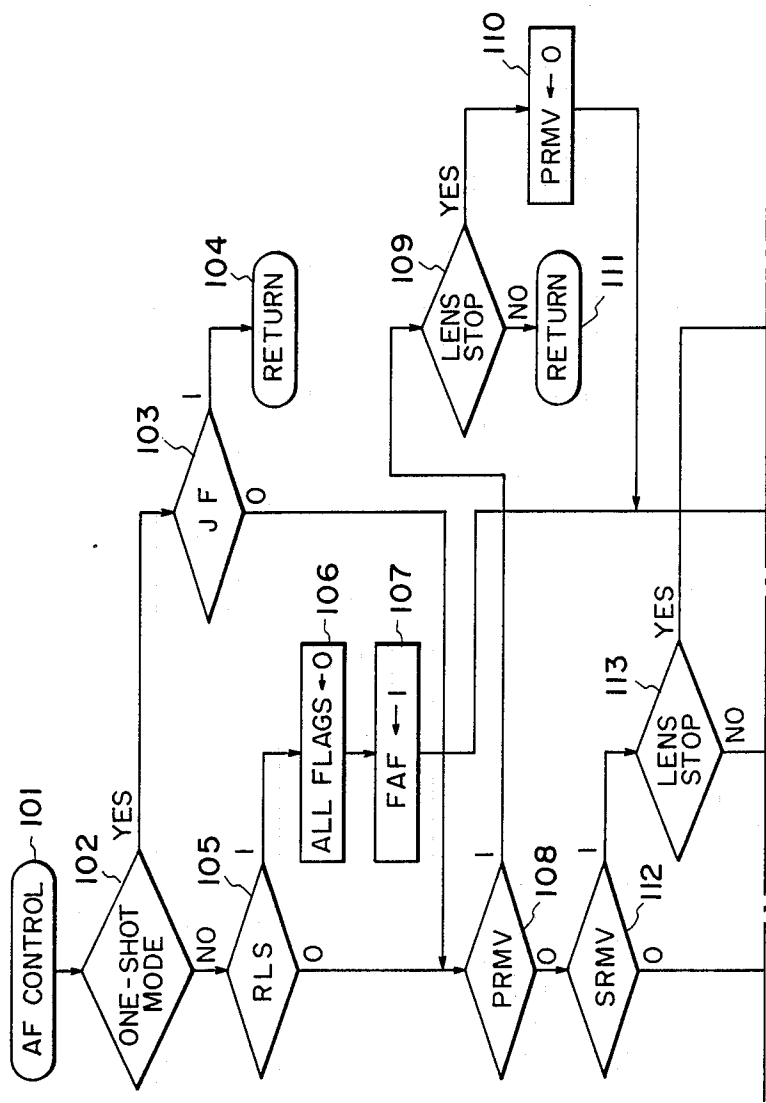 AF CONTROL
101
ONE-SHOT
MODE
102
YES
NO
J F
103
1
0
RETURN
104
RLS
105
1
0
ALL FLAGS←0
106
FAF ← 1
107
PRMV
108
1
0
LENS
STOP
109
YES
NO
PRMV ← 0
110
RETURN
111
SRMV
112
1
0
LENS
STOP
113
YES
NO